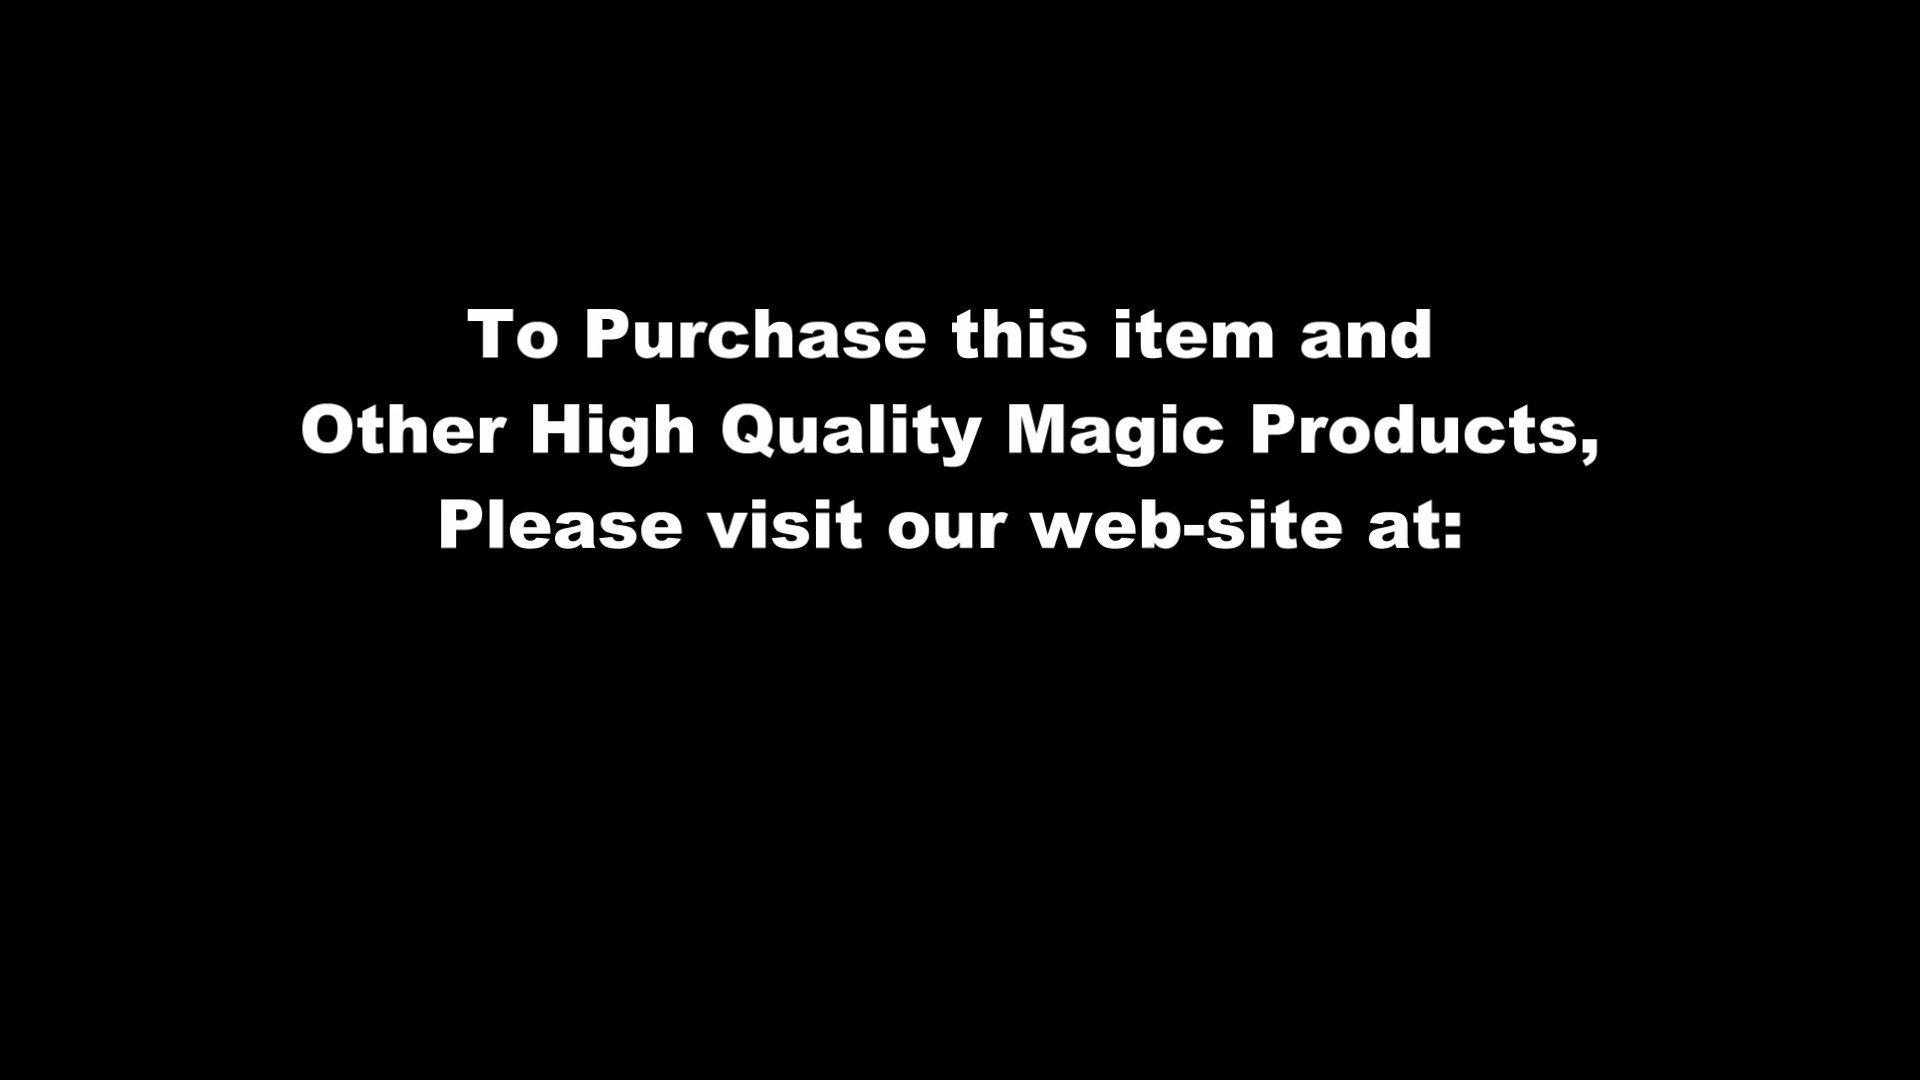 To Purchase this item and
Other High Quality Magic Products,
Please visit our web-site at: